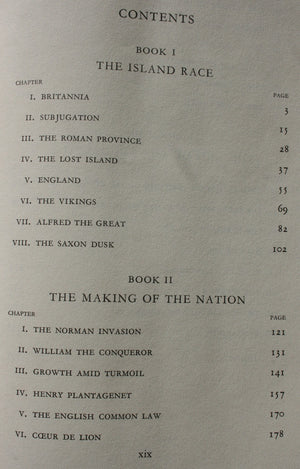 CONTENTS
BOOK I
THE ISLAND RACE
CHAPTER PAGE
I. BRITANNIA 3
II. SUBJUGATION 15
III. THE ROMAN PROVINCE 28
IV. THE LOST ISLAND 37
V. ENGLAND 55
VI. THE VIKINGS 69
VII. ALFRED THE GREAT 82
VIII. THE SAXON DUSK 102
BOOK II
THE MAKING OF THE NATION
CHAPTER PAGE
I. THE NORMAN INVASION 121
II. WILLIAM THE CONQUEROR 131
III. GROWTH AMID TURMOIL 141
IV. HENRY PLANTAGENET 157
V. THE ENGLISH COMMON LAW 170
VI. CŒUR DE LION 178
xix